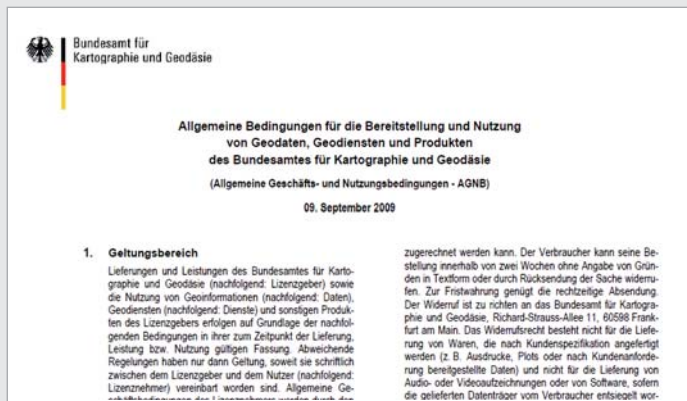 Bundesamt für
Kartographie und Geodäsie
Allgemeine Bedingungen für die Bereitstellung und Nutzung
von Geodaten, Geodiensten und Produkten
des Bundesamtes für Kartographie und Geodäsie
(Allgemeine Geschäfts- und Nutzungsbedingungen - AGNB)
09. September 2009
1. Geltungsbereich
Lieferungen und Leistungen des Bundesamtes für Karto-
graphie und Geodäsie (nachfolgend: Lizenzgeber) sowie
die Nutzung von Geoinformationen (nachfolgend: Daten),
Geodiensten (nachfolgend: Dienste) und sonstigen Produk-
ten des Lizenzgebers erfolgen auf Grundlage der nachfol-
genden Bedingungen in ihrer zum Zeitpunkt der Lieferung,
Leistung bzw. Nutzung gültigen Fassung. Abweichende
Regelungen haben nur dann Geltung, soweit sie schriftlich
zwischen dem Lizenzgeber und dem Nutzer (nachfolgend:
Lizenznehmer) vereinbart worden sind. Allgemeine Ge-
schäftsbedingungen des Lizenznehmers werden durch den
zugerechnet werden kann. Der Verbraucher kann seine Be-
stellung innerhalb von zwei Wochen ohne Angabe von Grün-
den in Textform oder durch Rücksendung der Sache widerru-
fen. Zur Fristwahrung genügt die rechtzeitige Absendung.
Der Widerruf ist zu richten an das Bundesamt für Kartogra-
phie und Geodäsie, Richard-Strauss-Allee 11, 60598 Frank-
furt am Main. Das Widerrufsrecht besteht nicht für die Liefe-
rung von Waren, die nach Kundenspezifikation angefertigt
werden (z. B. Ausdrucke, Plots oder nach Kundenanforde-
rung bereitgestellte Daten) und nicht für die Lieferung von
Audio- oder Videoaufzeichnungen oder von Software, sofern
die gelieferten Datenträger vom Verbraucher entsiegelt wor-